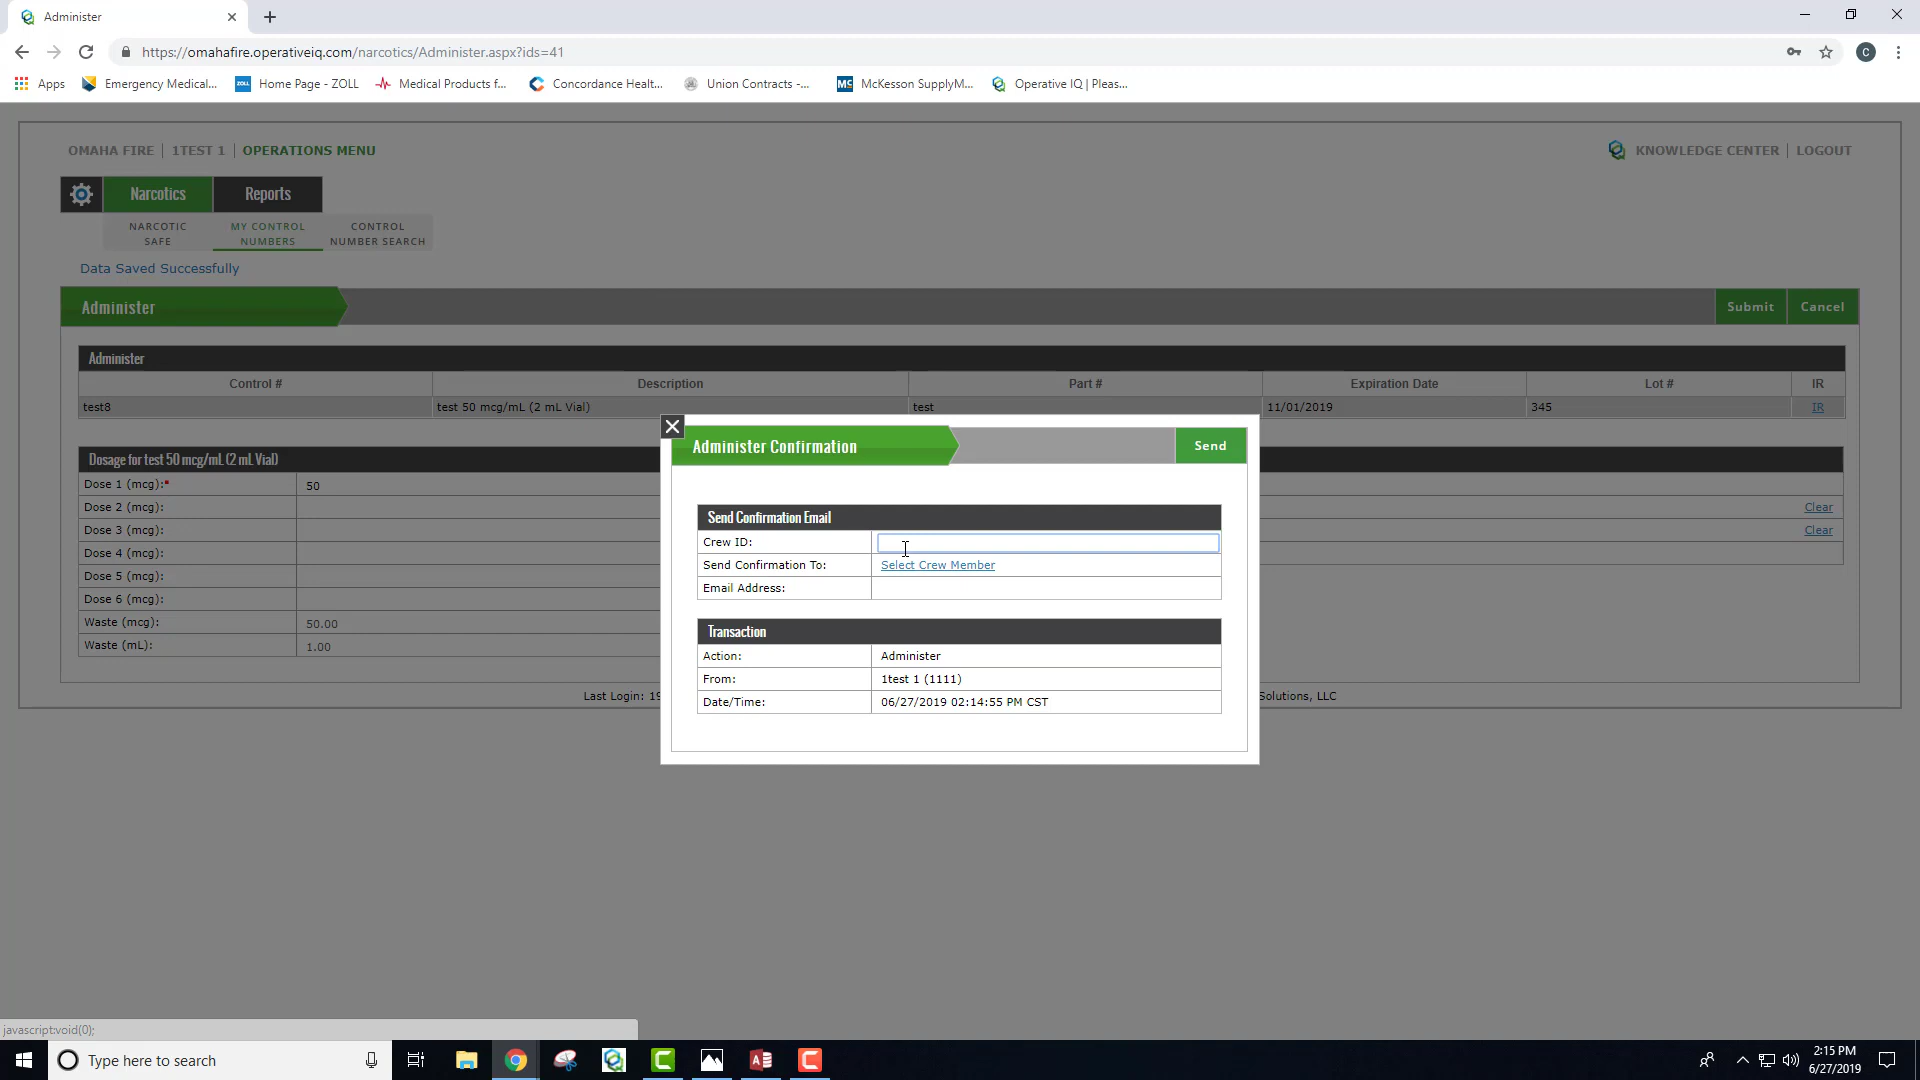 Administer
https://omahafire.operativeiq.com/narcotics/Administer.aspx?ids=41
C
Apps
Emergency Medical...
ZOLL Home Page - ZOLL
Medical Products f...
Concordance Healt...
Union Contracts -...
MC McKesson SupplyM...
Operative IQ | Pleas...
OMAHA FIRE | 1TEST 1 | OPERATIONS MENU
KNOWLEDGE CENTER | LOGOUT
Narcotics
Reports
NARCOTIC
SAFE
MY CONTROL
NUMBERS
CONTROL
NUMBER SEARCH
Data Saved Successfully
Administer
Submit
Cancel
Administer
Control # Description Part # Expiration Date Lot # IR
test8 test 50 mcg/mL (2 mL Vial) test 11/01/2019 345 IR
Dosage for test 50 mcg/mL (2 mL Vial)
Dose 1 (mcg):* 50
Dose 2 (mcg): Clear
Dose 3 (mcg): Clear
Dose 4 (mcg):
Dose 5 (mcg):
Dose 6 (mcg):
Waste (mcg): 50.00
Waste (mL): 1.00
Last Login: 19
Solutions, LLC
Administer Confirmation
Send
Send Confirmation Email
Crew ID:
Send Confirmation To: Select Crew Member
Email Address:
Transaction
Action: Administer
From: 1test 1 (1111)
Date/Time: 06/27/2019 02:14:55 PM CST
javascript:void(0);
Type here to search
2:15 PM
6/27/2019